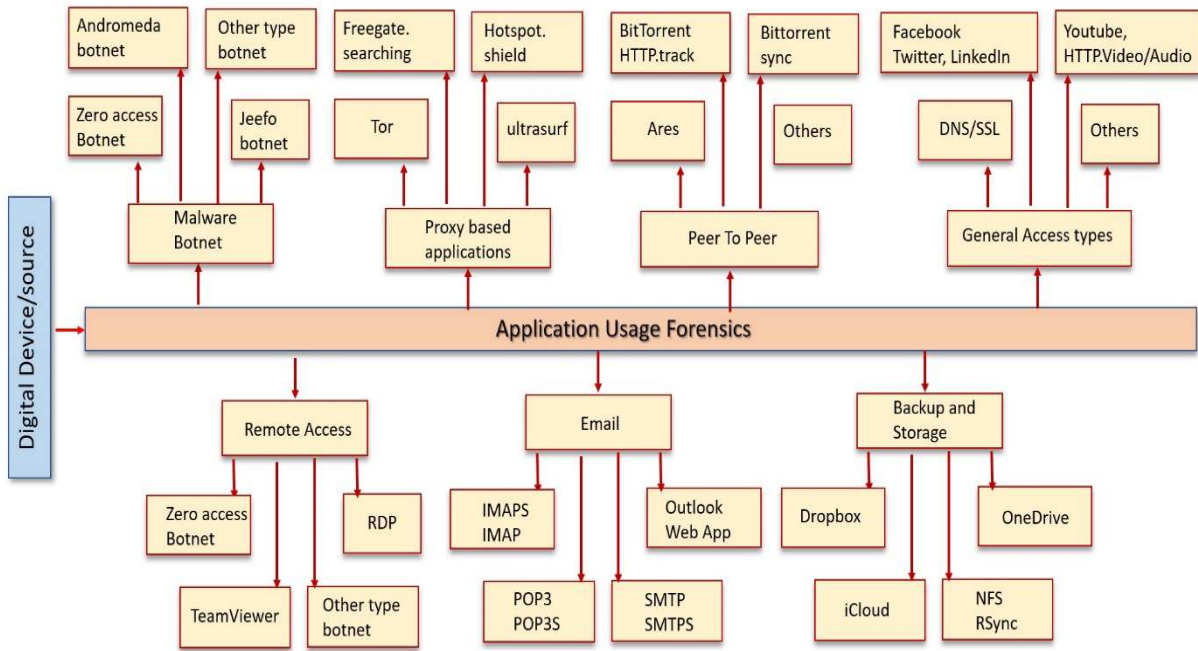 Andromeda
botnet
Other type
botnet
Freegate.
searching
Hotspot.
shield
BitTorrent
HTTP.track
Bittorrent
sync
Facebook
Twitter, LinkedIn
Youtube,
HTTP.Video/Audio
Zero access
Botnet
Jeefo
botnet
Tor
ultrasurf
Ares
Others
DNS/SSL
Others
Malware
Botnet
Proxy based
applications
Peer To Peer
General Access types
Digital Device/source
Application Usage Forensics
Remote Access
Email
Backup and
Storage
Zero access
Botnet
RDP
IMAPS
IMAP
Outlook
Web App
Dropbox
OneDrive
TeamViewer
Other type
botnet
POP3
POP3S
SMTP
SMTPS
iCloud
NFS
RSync